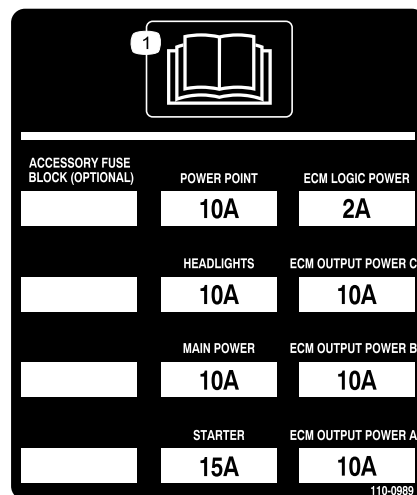 1
ACCESSORY FUSE
BLOCK (OPTIONAL)
POWER POINT
ECM LOGIC POWER
10A
2A
HEADLIGHTS
ECM OUTPUT POWER C
10A
10A
MAIN POWER
ECM OUTPUT POWER B
10A
10A
STARTER
ECM OUTPUT POWER A
15A
10A
110-0989